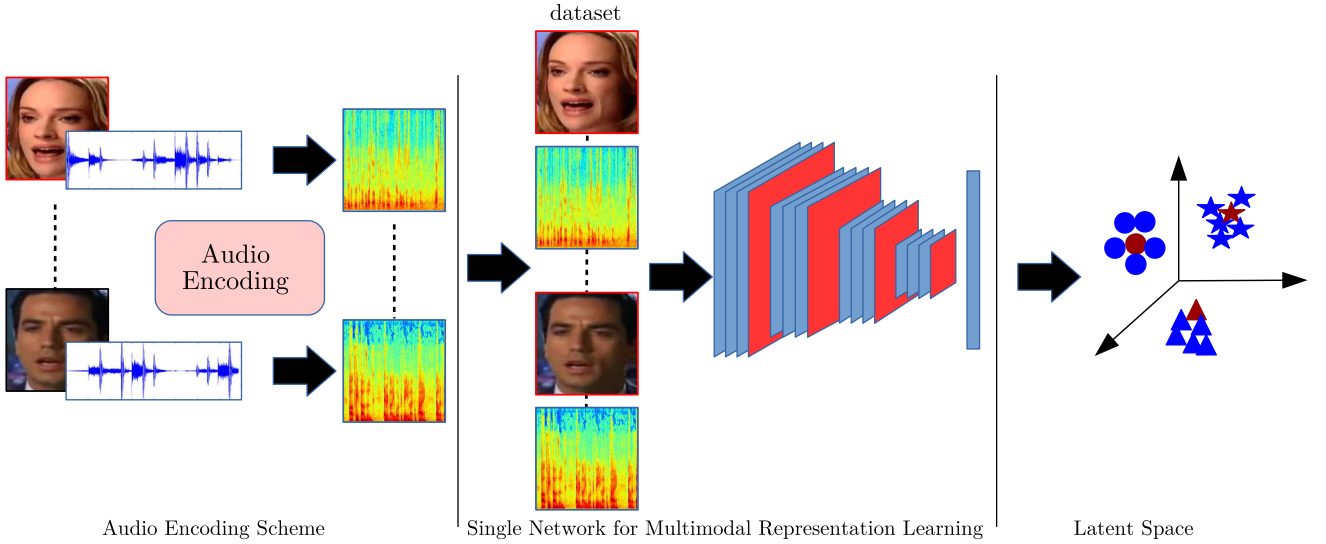 dataset
Audio
Encoding
Audio Encoding Scheme
Single Network for Multimodal Representation Learning
Latent Space